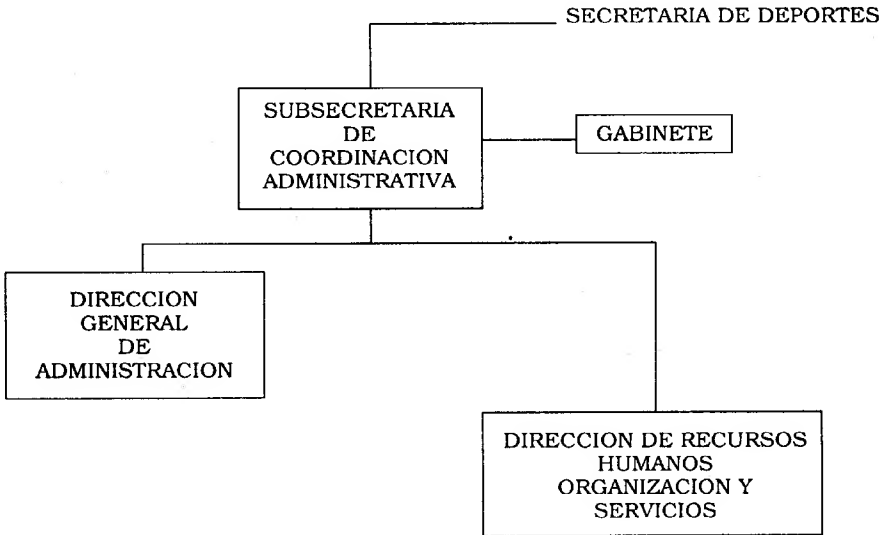 SECRETARIA DE DEPORTES
SUBSECRETARIA
DE
COORDINACION
ADMINISTRATIVA
GABINETE
DIRECCION
GENERAL
DE
ADMINISTRACION
DIRECCION DE RECURSOS
HUMANOS
ORGANIZACION Y
SERVICIOS